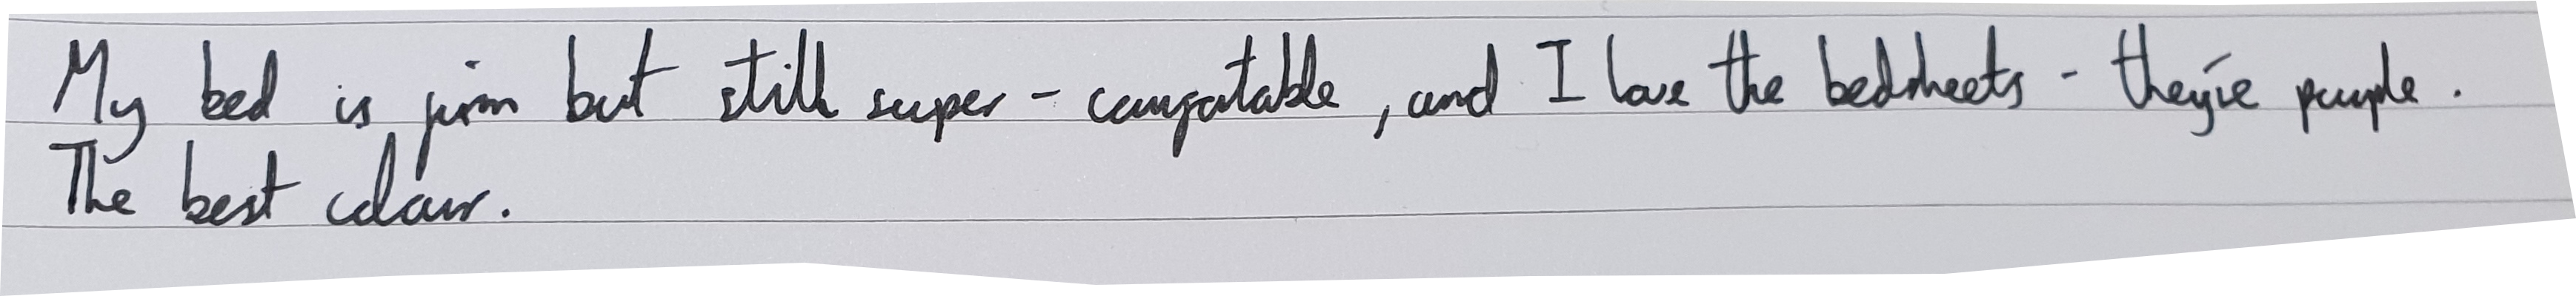 My bed is firm but still super-comfortable, and I love the bedsheets - they're purple.
The best colour.